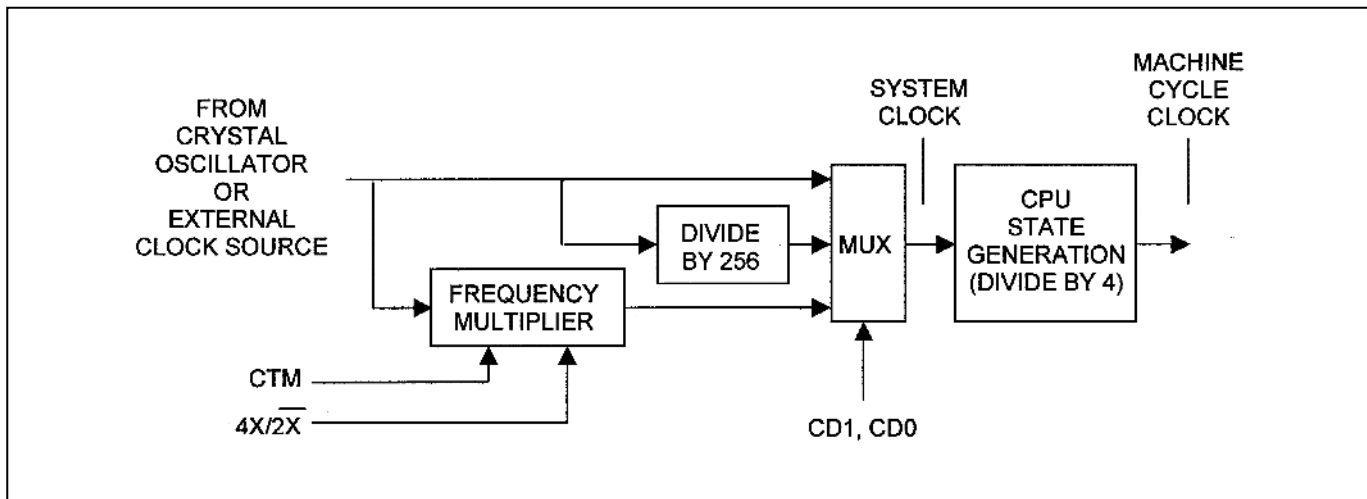 FROM
CRYSTAL
OSCILLATOR
OR
EXTERNAL
CLOCK SOURCE
SYSTEM
CLOCK
MACHINE
CYCLE
CLOCK
DIVIDE
BY 256
MUX
CPU
STATE
GENERATION
(DIVIDE BY 4)
FREQUENCY
MULTIPLIER
CTM
4X/2X̅
CD1, CD0